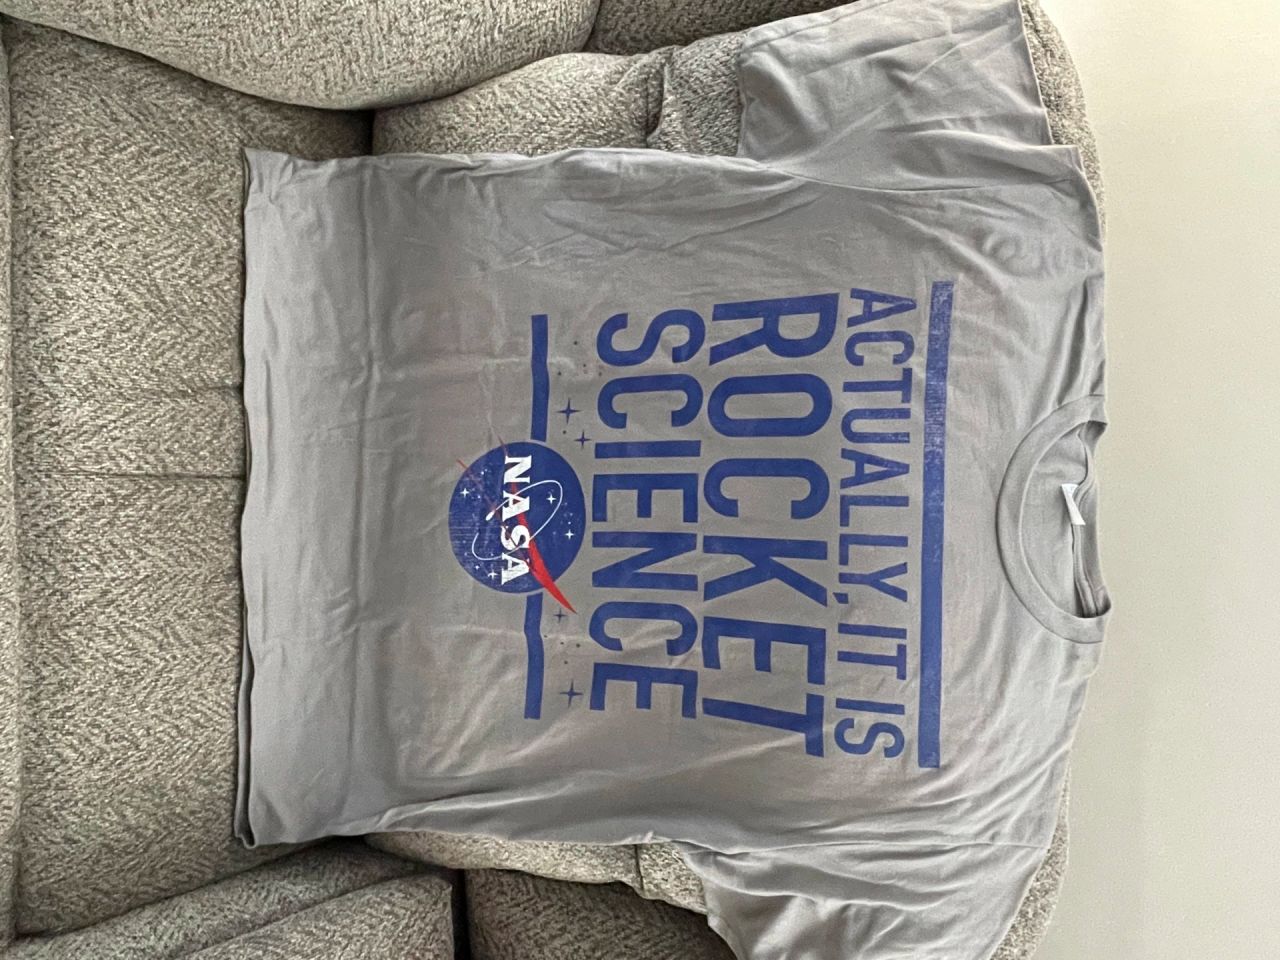 ACTUALLY, IT IS
ROCKET
SCIENCE
NASA